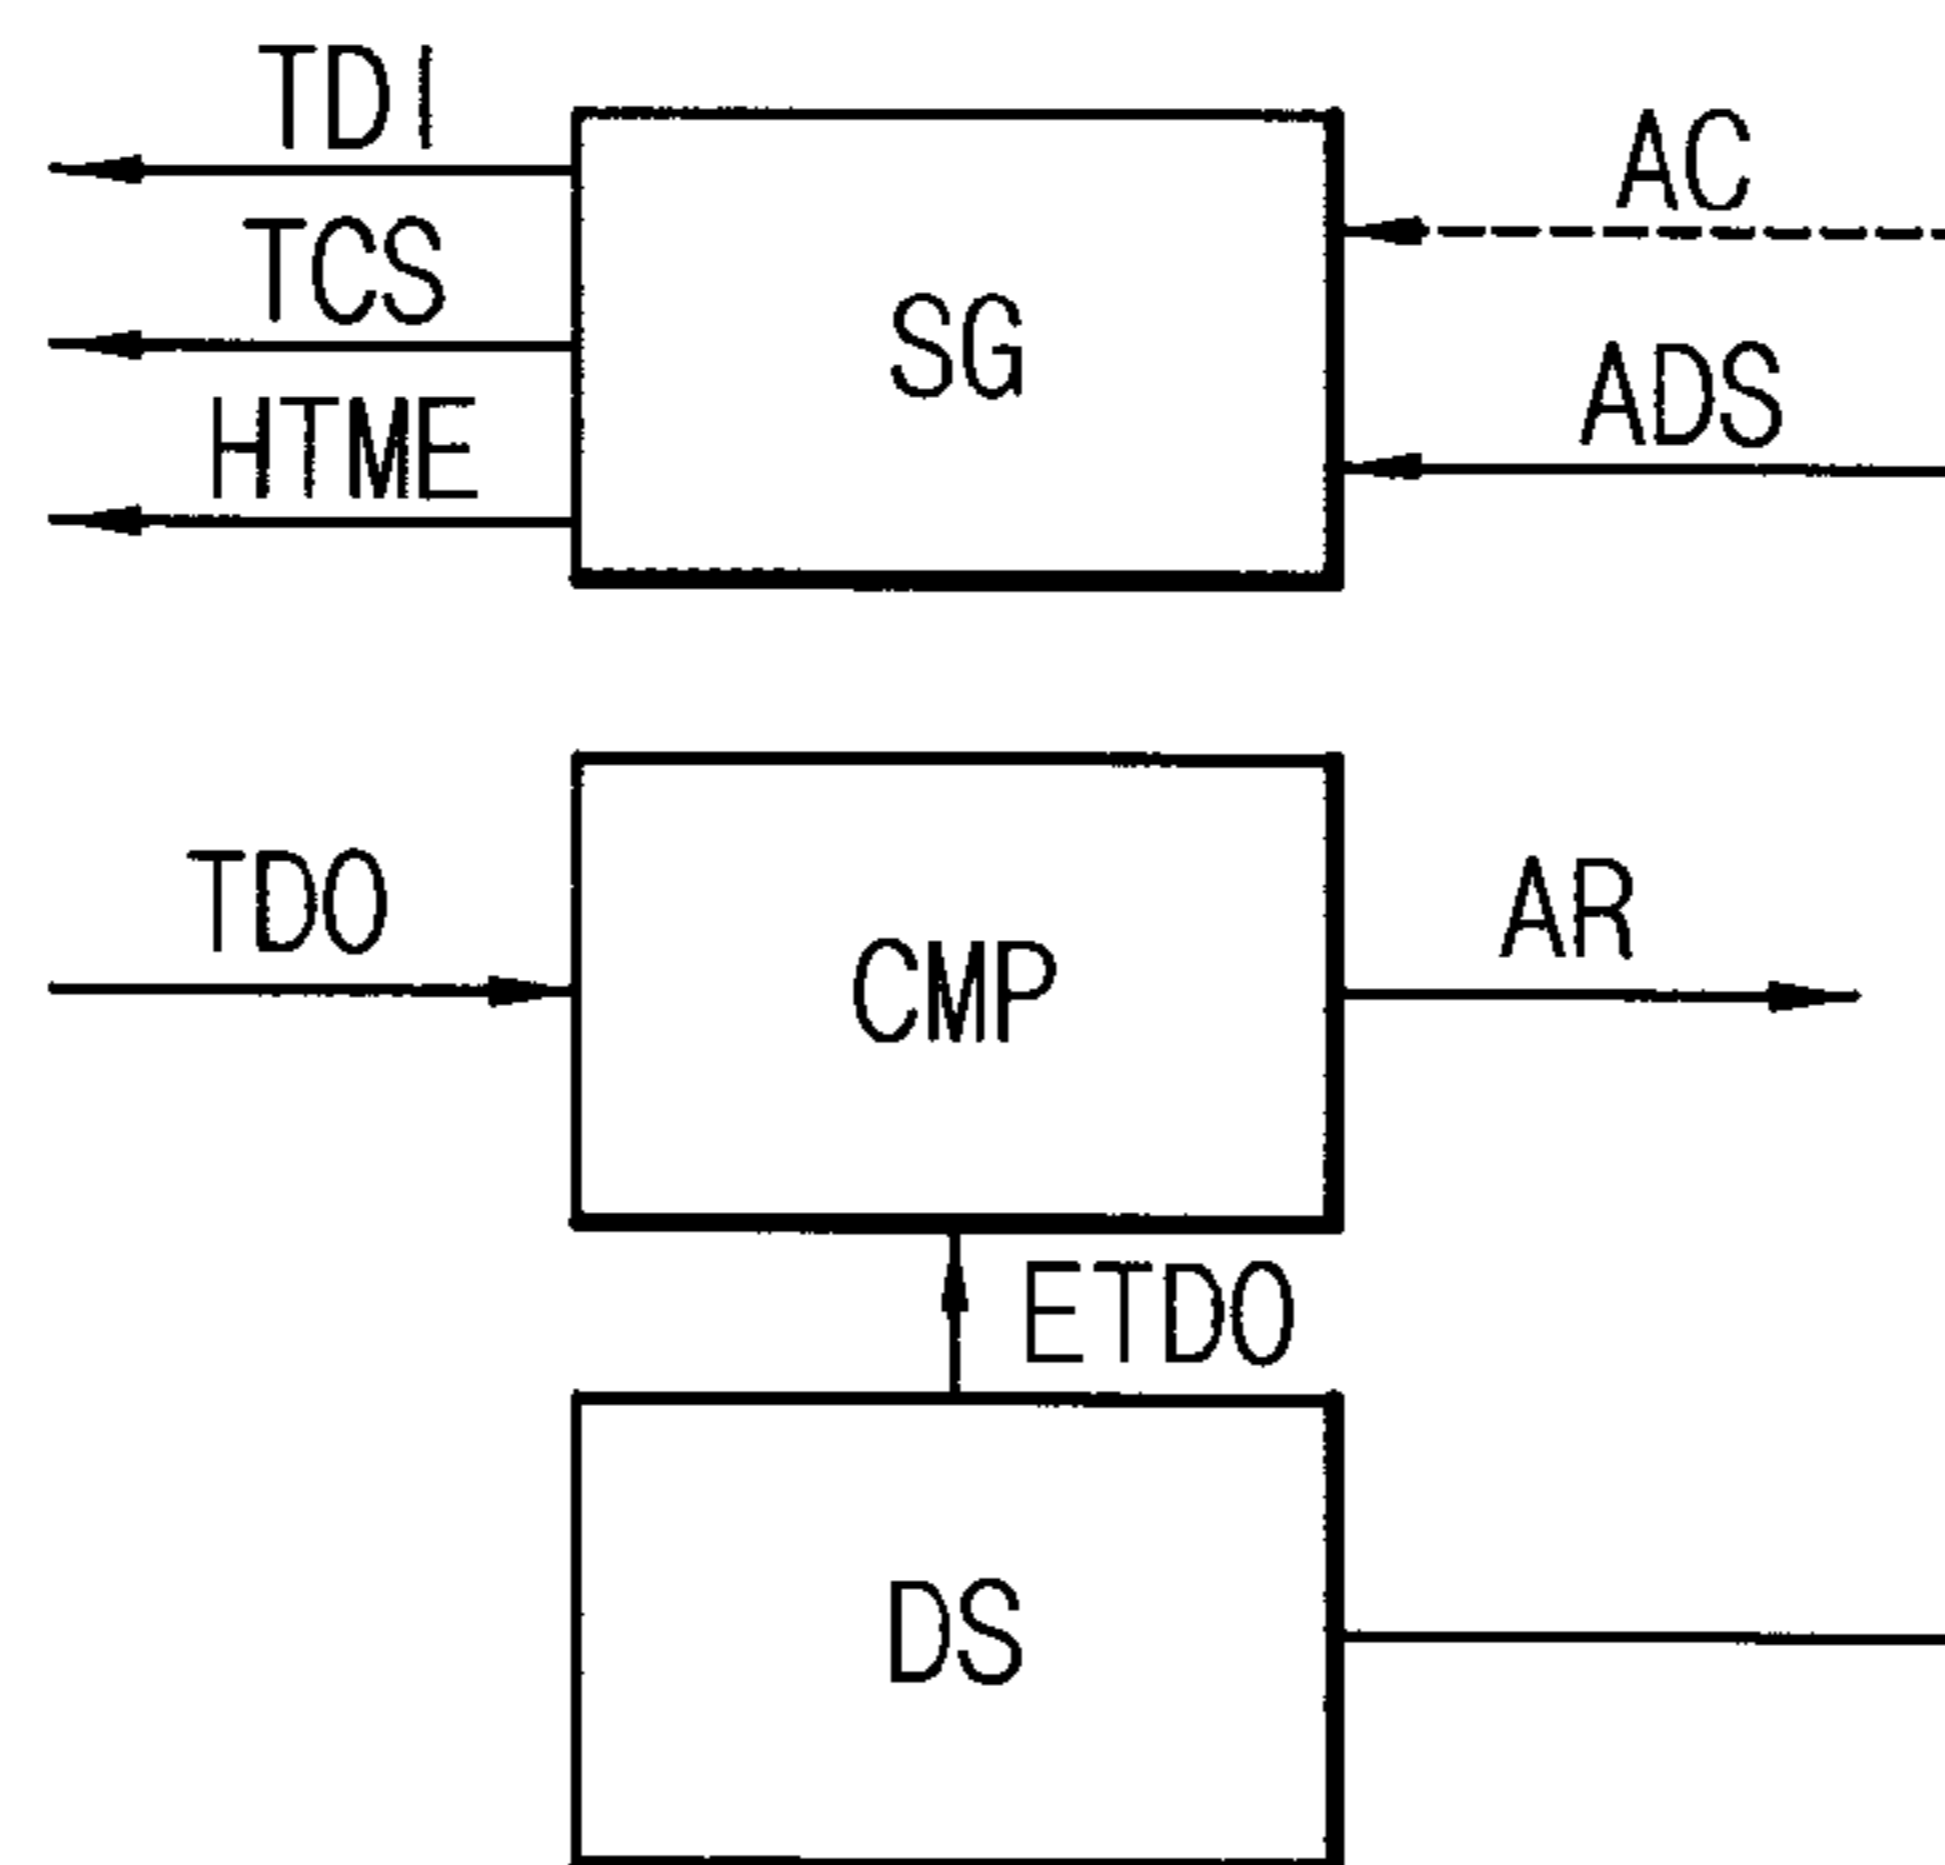 TDI
AC
TCS
SG
ADS
HTME
TDO
AR
CMP
ETDO
DS